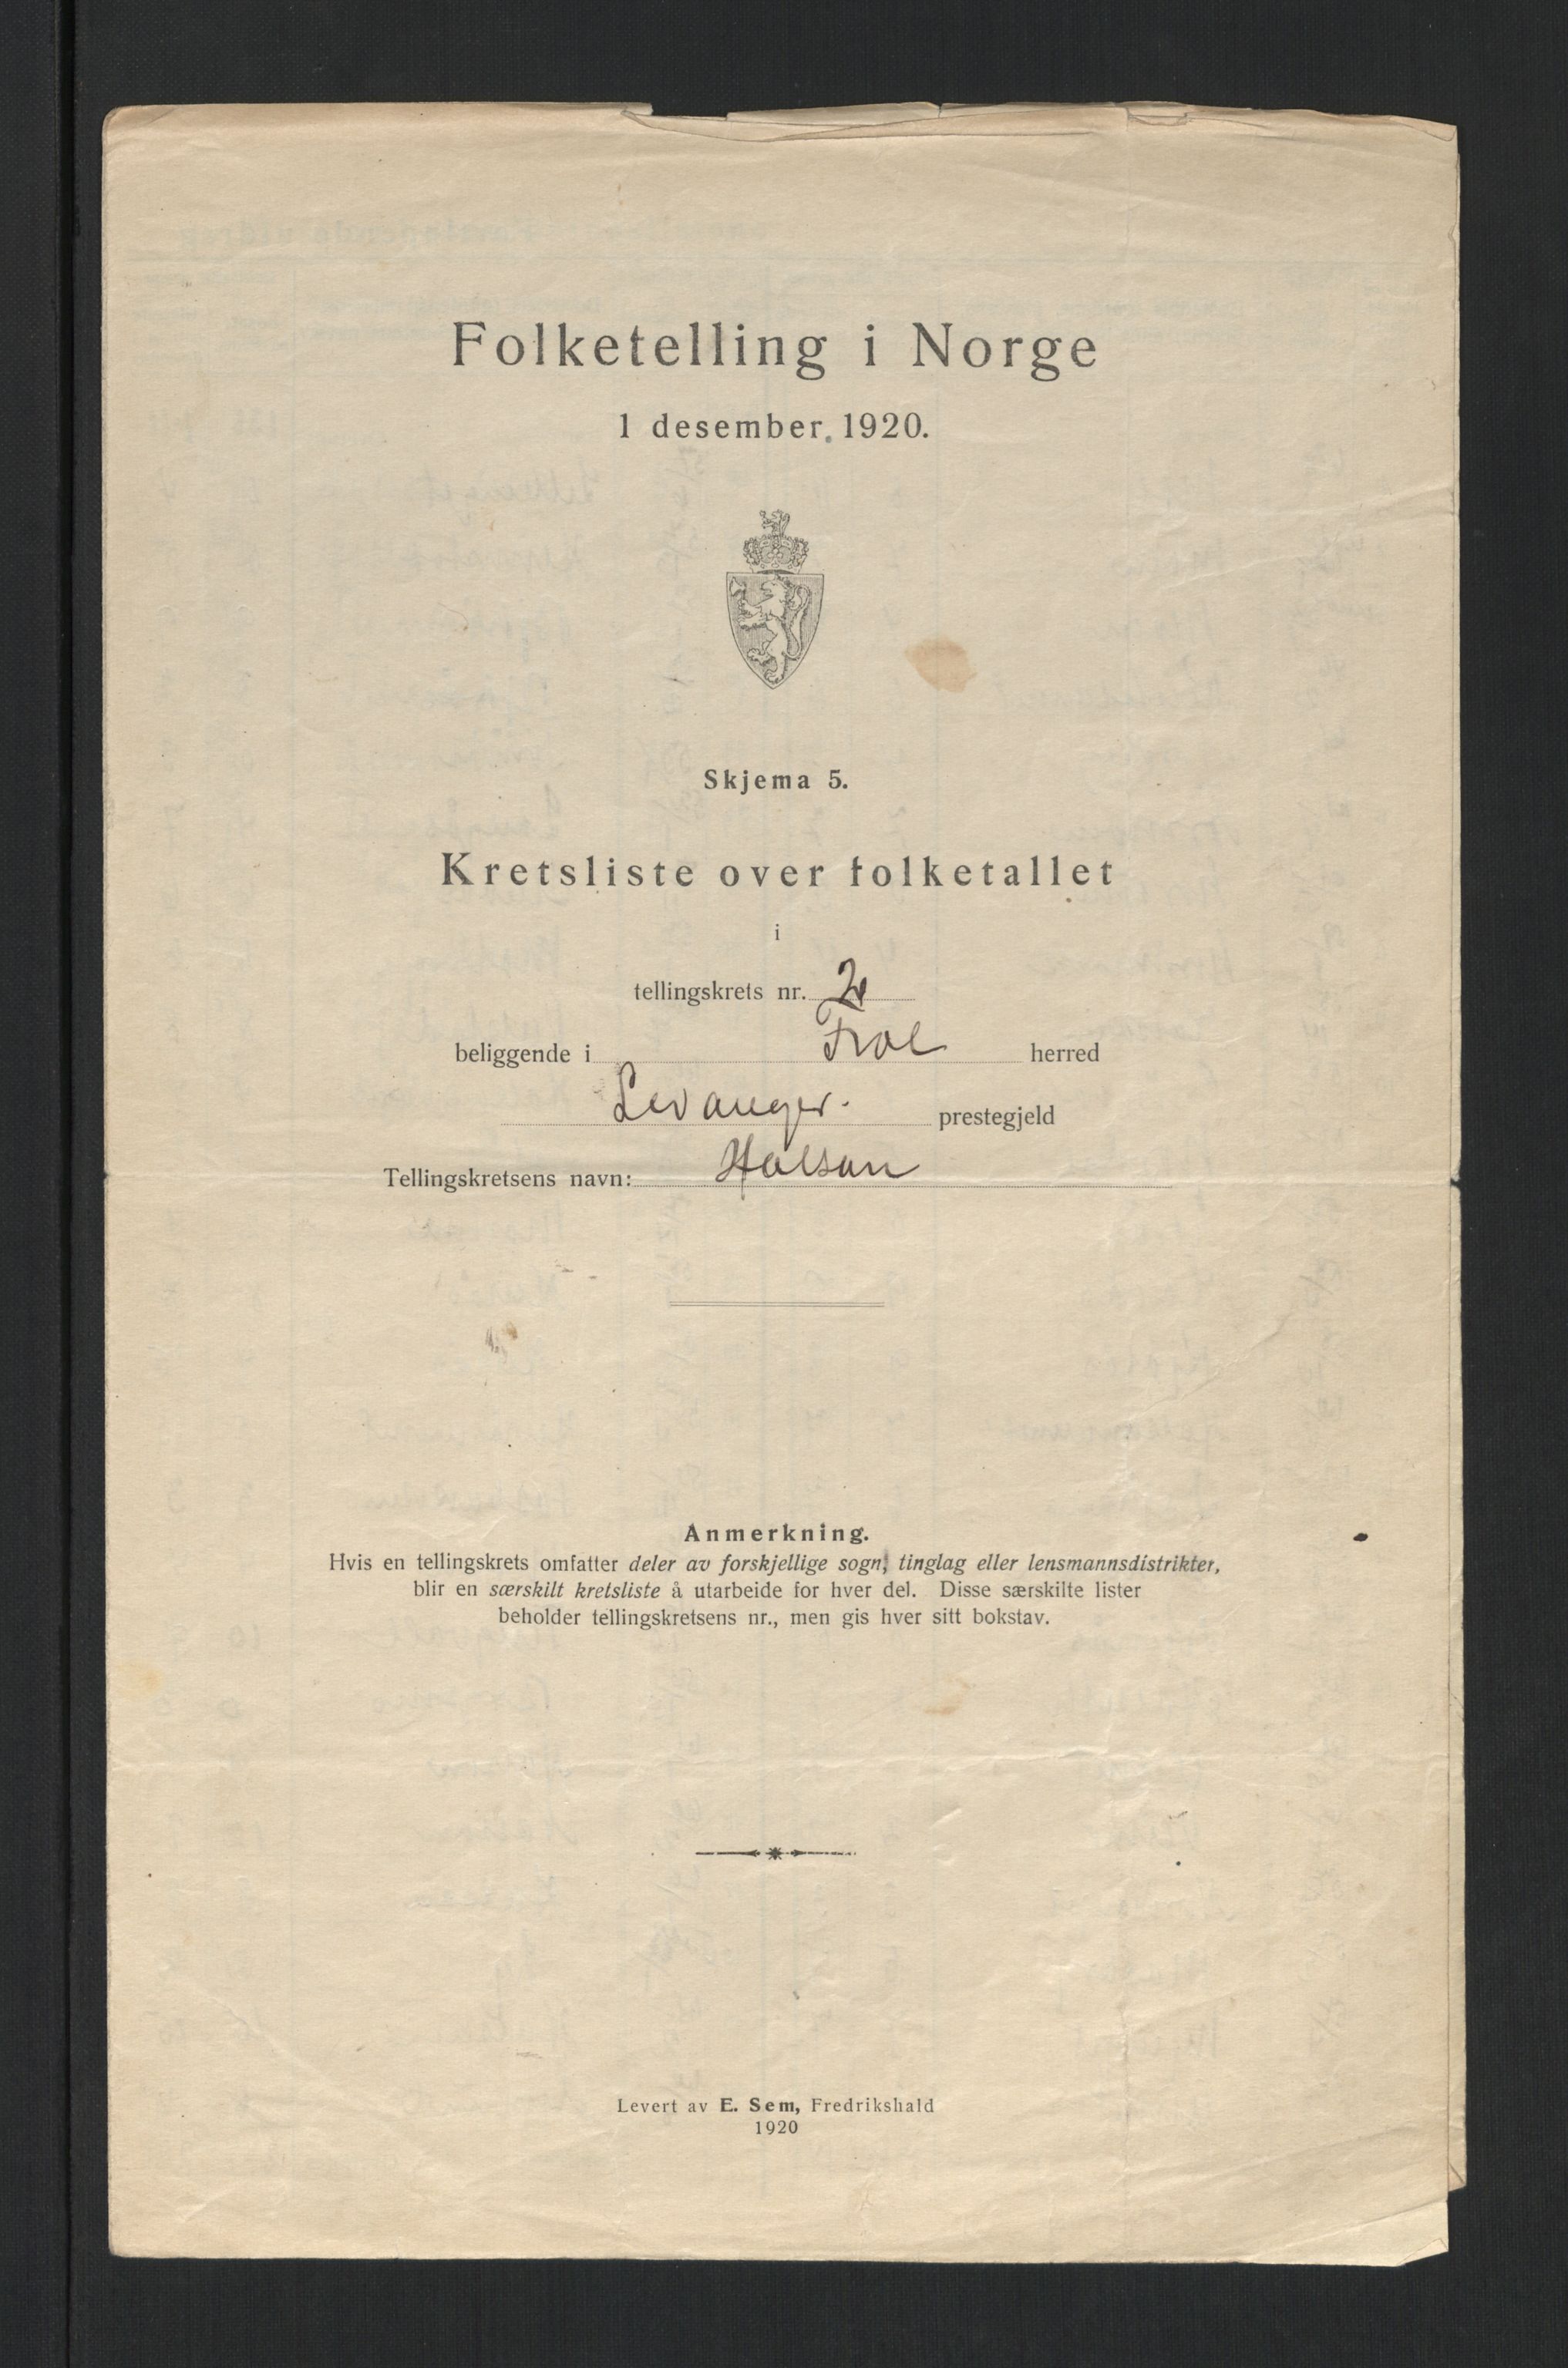 Folketelling i Norge
1 desember 1920.
Skjema 5.
Kretsliste over folketallet
i
tellingskrets nr. 2
beliggende i Frol herred
Levanger. prestegjeld
Tellingskretsens navn: Halsan
Anmerkning.
Hvis en tellingskrets omfatter deler av forskjellige sogn, tinglag eller lensmannsdistrikter,
blir en særskilt kretsliste å utarbeide for hver del. Disse særskilte lister
beholder tellingskretsens nr., men gis hver sitt bokstav.
Levert av E. Sem, Fredrikshald
1920